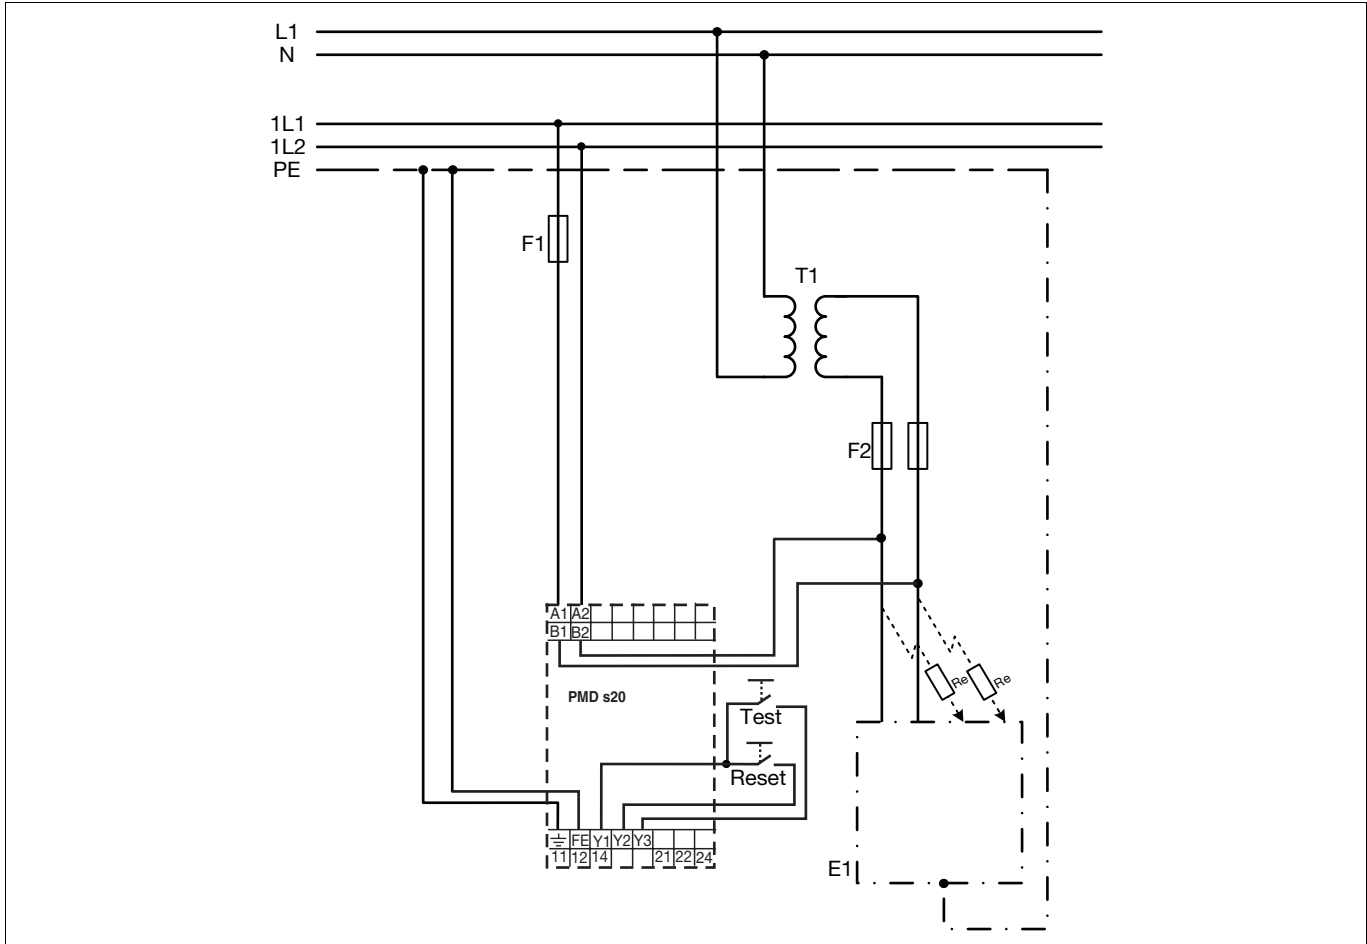 L1
N
1L1
1L2
PE
F1
T1
F2
A1 A2
B1 B2
Re Re
PMD s20
Test
Reset
FE Y1 Y2 Y3
11 12 14 21 22 24
E1